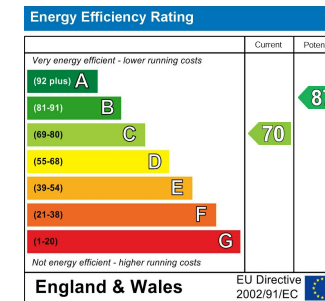 Energy Efficiency Rating
Current
Very energy efficient - lower running costs
(92 plus) A
(81-91) B
(69-80) C
70
(55-68) D
(39-54) E
(21-38) F
(1-20) G
Not energy efficient - higher running costs
England & Wales
EU Directive
2002/91/EC